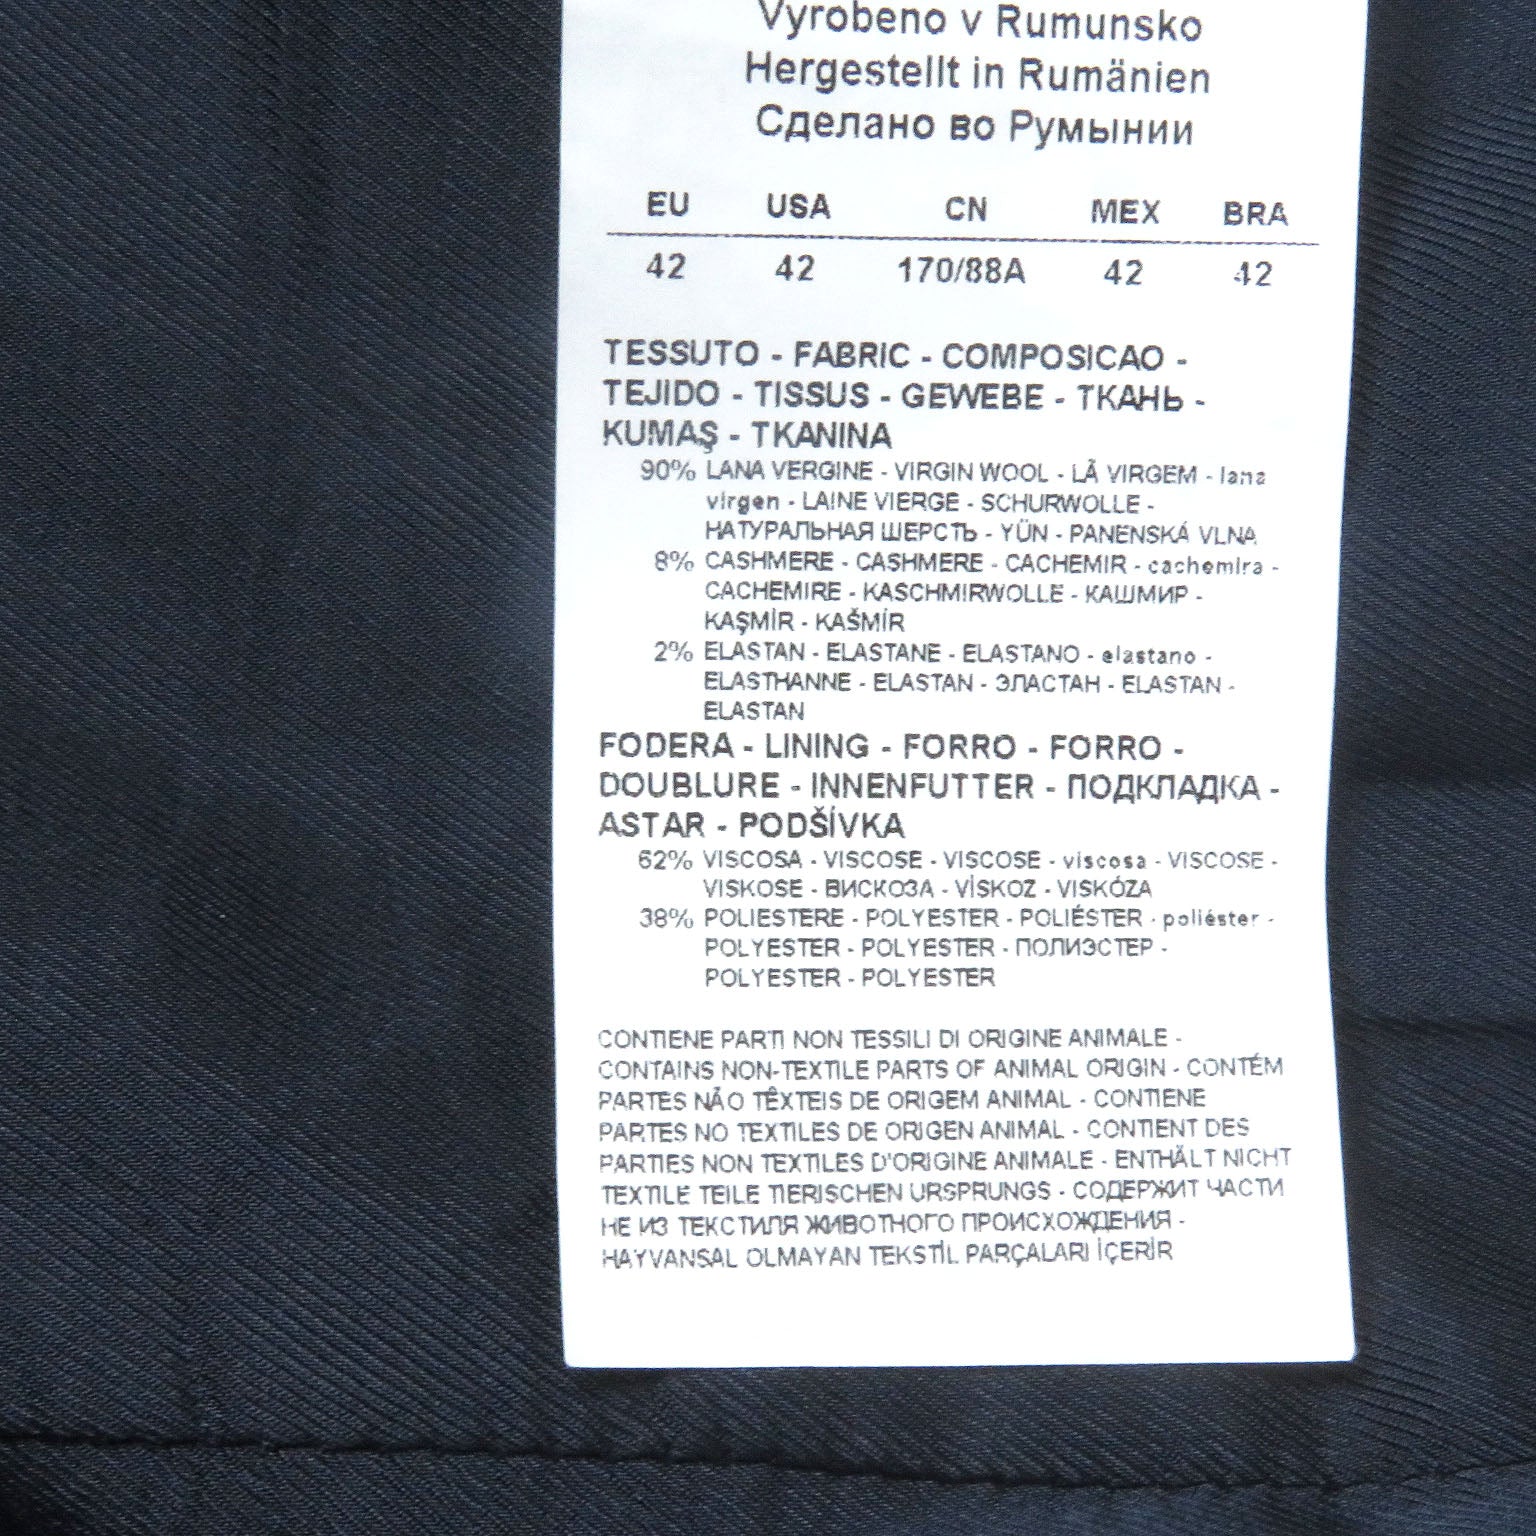 Vyrobeno v Rumunsko
Hergestellt in Rumänien
Сделано во Румынии
EU USA CN MEX BRA
42 42 170/88A 42 42
TESSUTO - FABRIC - COMPOSICAO -
TEJIDO - TISSUS - GEWEBE - ТКАНЬ -
KUMAŞ - TKANINA
90% LANA VERGINE - VIRGIN WOOL - LÃ VIRGEM - lana
virgen - LAINE VIERGE - SCHURWOLLE -
НАТУРАЛЬНАЯ ШЕРСТЬ - YÜN - PANENSKÁ VLNA
8% CASHMERE - CASHMERE - CACHEMIR - cachemira -
CACHEMIRE - KASCHMIRWOLLE - КАШМИР -
KAŞMİR - KAŠMÍR
2% ELASTAN - ELASTANE - ELASTANO - elastano -
ELASTHANNE - ELASTAN - ЭЛАСТАН - ELASTAN -
ELASTAN
FODERA - LINING - FORRO - FORRO -
DOUBLURE - INNENFUTTER - ПОДКЛАДКА -
ASTAR - PODŠÍVKA
62% VISCOSA - VISCOSE - VISCOSE - viscosa - VISCOSE -
VISKOSE - ВИСКОЗА - VİSKOZ - VISKÓZA
38% POLIESTERE - POLYESTER - POLIÉSTER - poliéster -
POLYESTER - POLYESTER - ПОЛИЭСТЕР -
POLYESTER - POLYESTER
CONTIENE PARTI NON TESSILI DI ORIGINE ANIMALE -
CONTAINS NON-TEXTILE PARTS OF ANIMAL ORIGIN - CONTÉM
PARTES NÃO TÊXTEIS DE ORIGEM ANIMAL - CONTIENE
PARTES NO TEXTILES DE ORIGEN ANIMAL - CONTIENT DES
PARTIES NON TEXTILES D'ORIGINE ANIMALE - ENTHÄLT NICHT
TEXTILE TEILE TIERISCHEN URSPRUNGS - СОДЕРЖИТ ЧАСТИ
НЕ ИЗ ТЕКСТИЛЯ ЖИВОТНОГО ПРОИСХОЖДЕНИЯ -
HAYVANSAL OLMAYAN TEKSTİL PARÇALARI İÇERİR